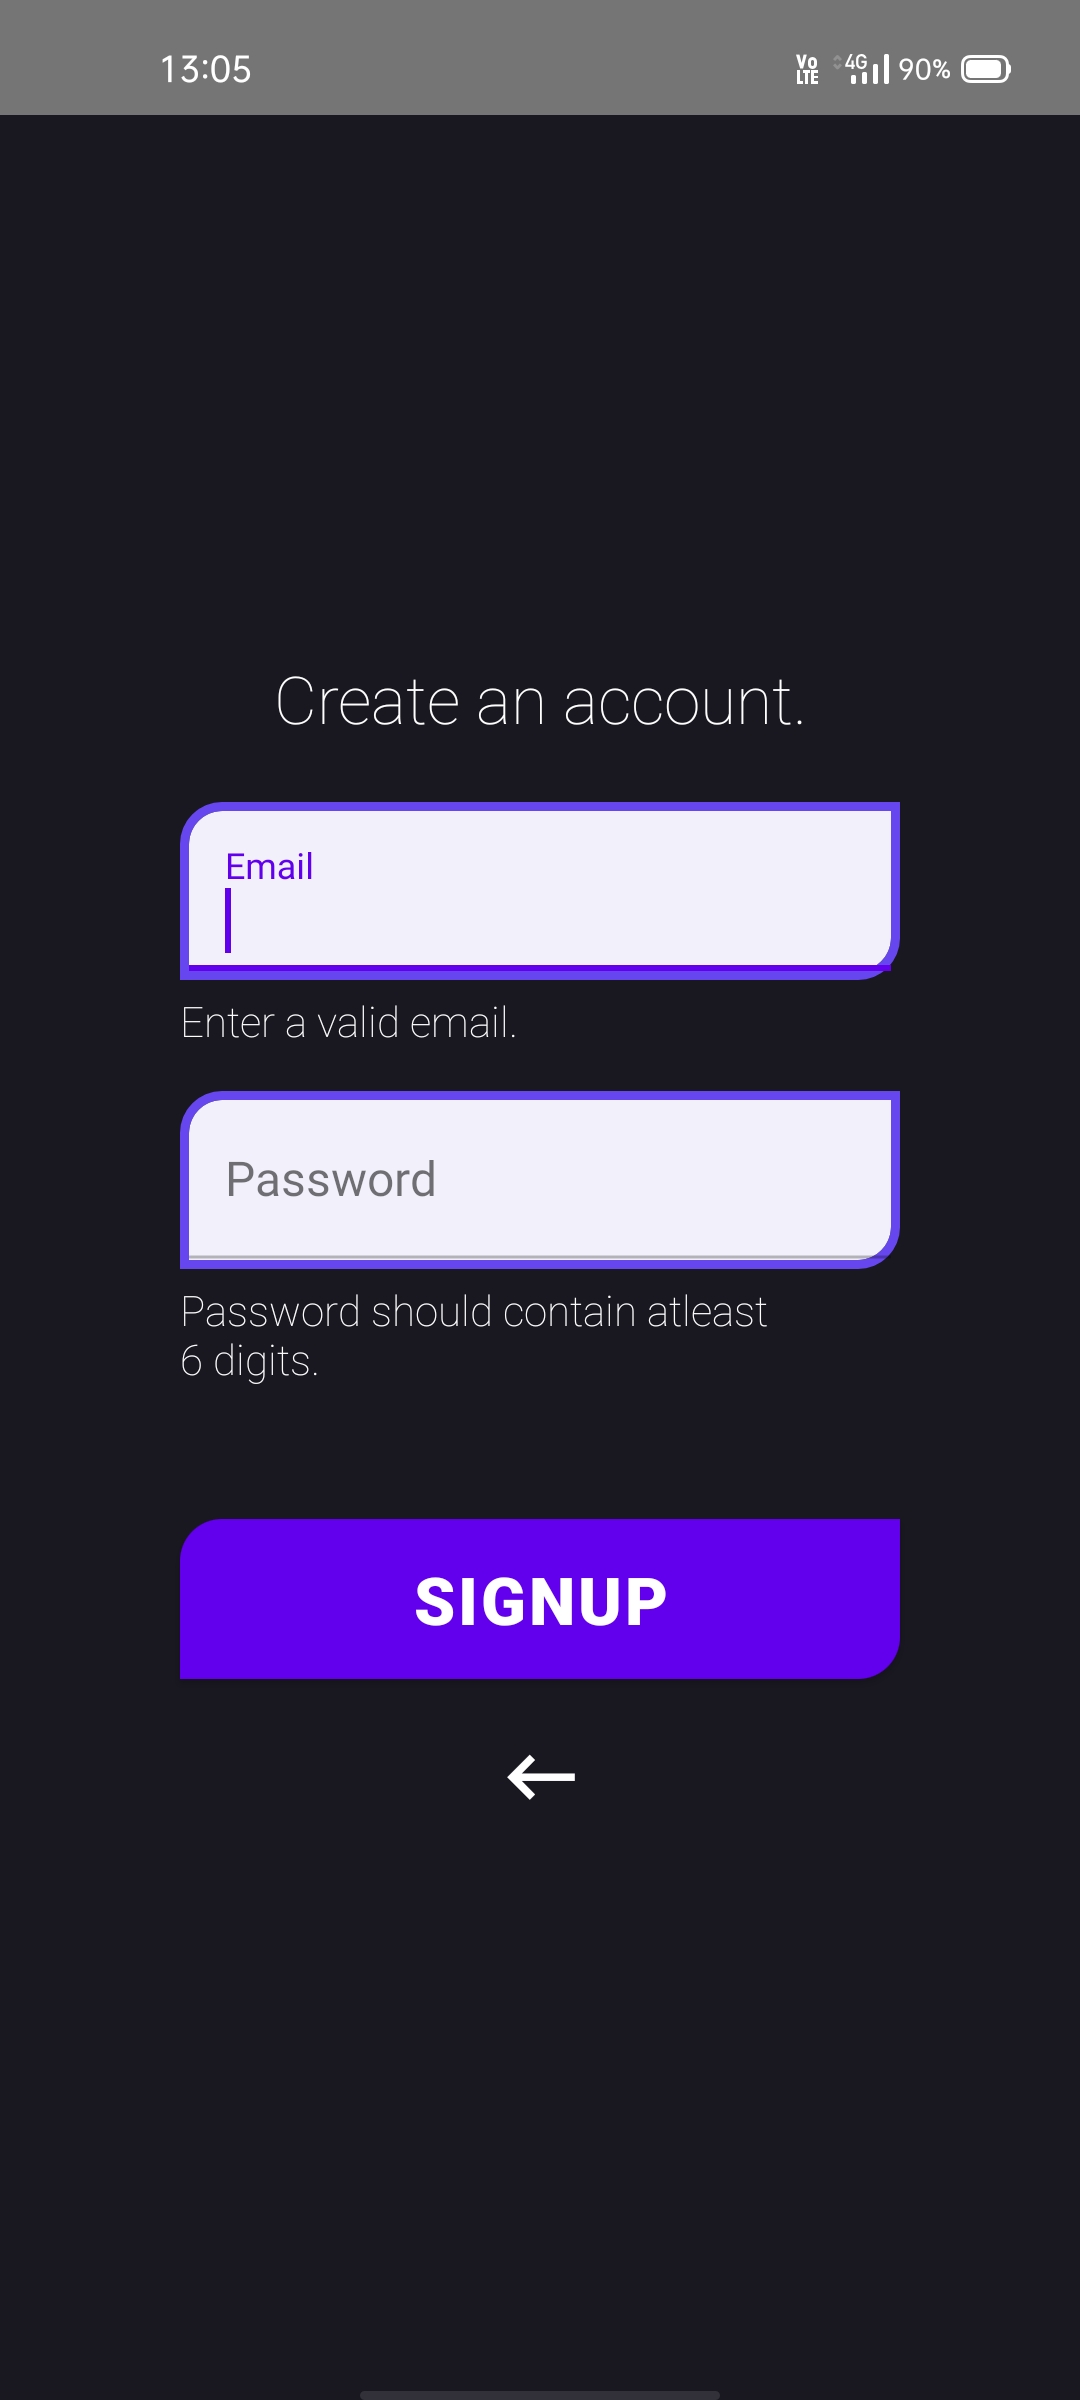 13:05 Vo LTE 4G 90%
Create an account.
Email
Enter a valid email.
Password
Password should contain atleast
6 digits.
SIGNUP